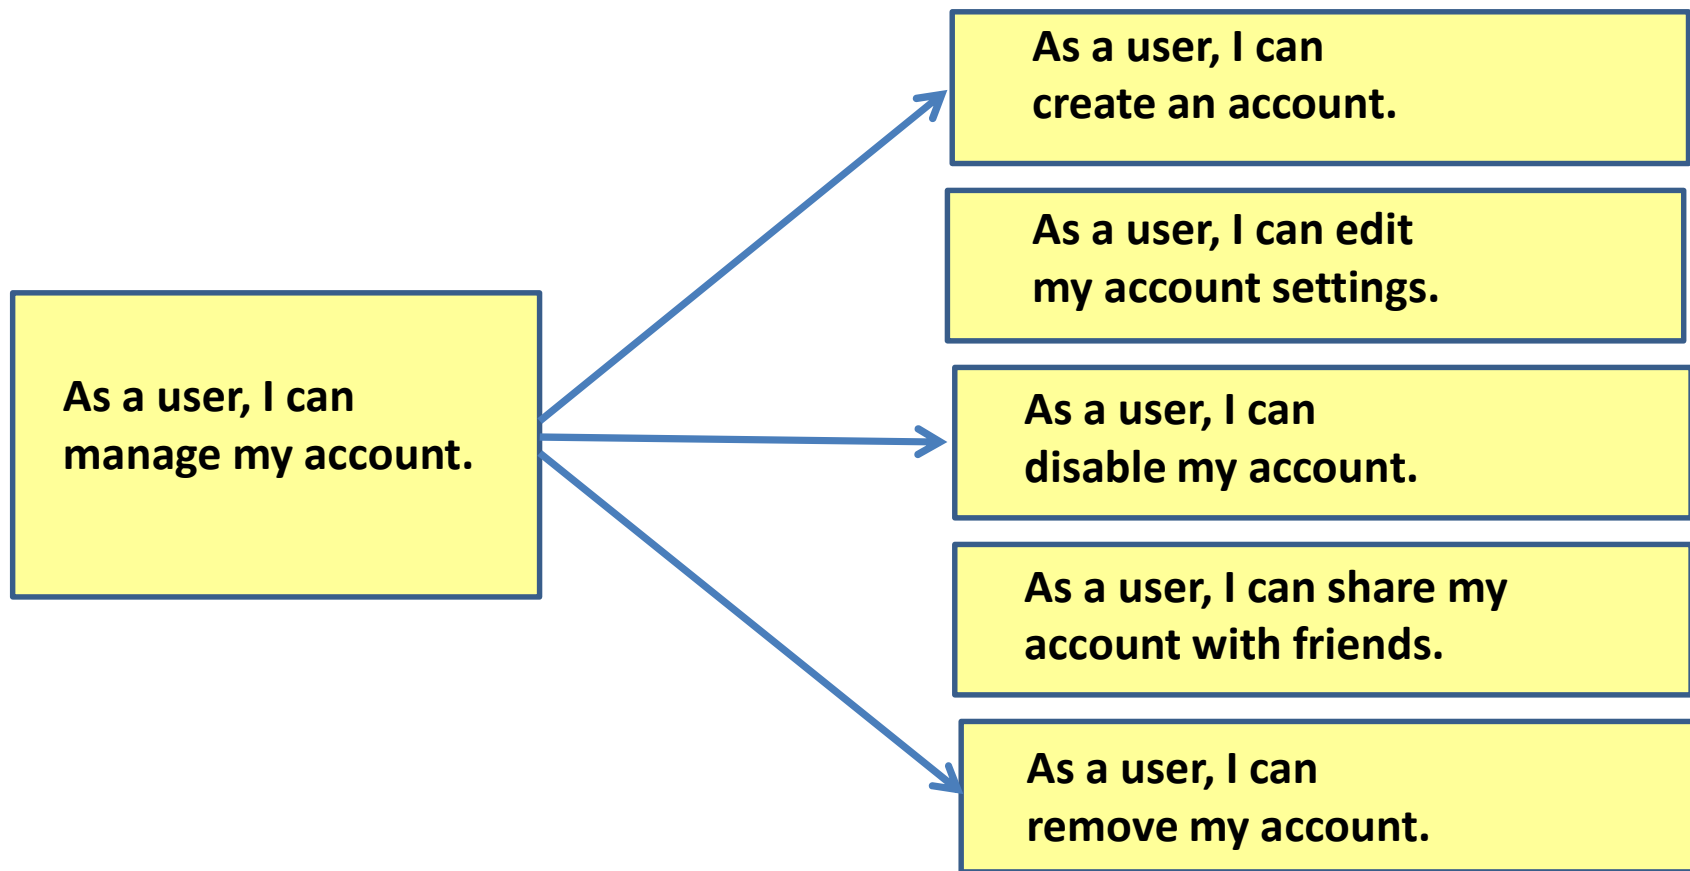 As a user, I can
manage my account.
As a user, I can
create an account.
As a user, I can edit
my account settings.
As a user, I can
disable my account.
As a user, I can share my
account with friends.
As a user, I can
remove my account.